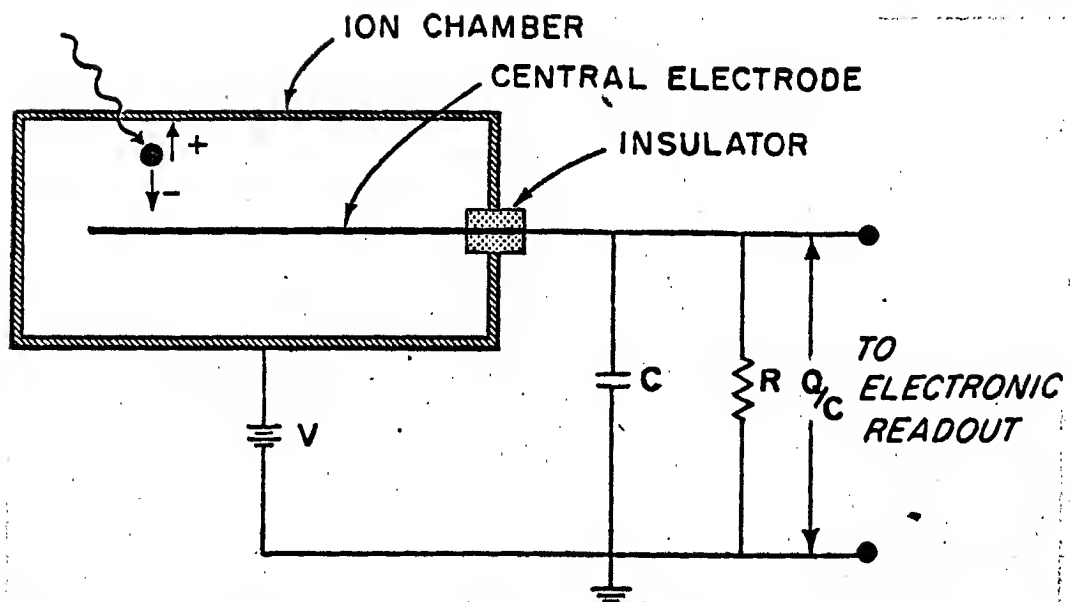 ION CHAMBER
CENTRAL ELECTRODE
INSULATOR
+
-
C
R
Q/C
TO
ELECTRONIC
READOUT
V